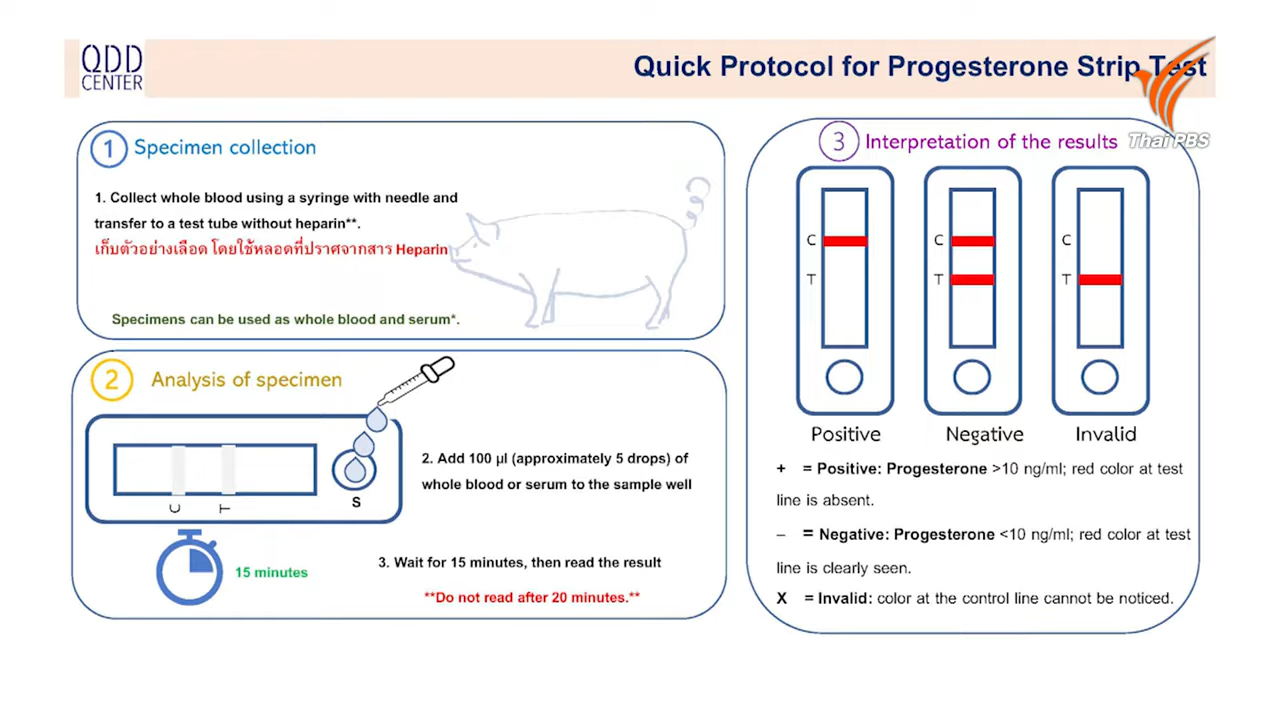 QDD
CENTER
Quick Protocol for Progesterone Strip Test
Thai PBS
1 Specimen collection
1. Collect whole blood using a syringe with needle and
transfer to a test tube without heparin**.
เก็บตัวอย่างเลือด โดยใช้หลอดที่ปราศจากสาร Heparin
Specimens can be used as whole blood and serum*.
2 Analysis of specimen
C T
S
2. Add 100 µl (approximately 5 drops) of
whole blood or serum to the sample well
15 minutes
3. Wait for 15 minutes, then read the result
**Do not read after 20 minutes.**
3 Interpretation of the results
C C C
T T T
Positive Negative Invalid
+ = Positive: Progesterone >10 ng/ml; red color at test
line is absent.
– = Negative: Progesterone <10 ng/ml; red color at test
line is clearly seen.
X = Invalid: color at the control line cannot be noticed.